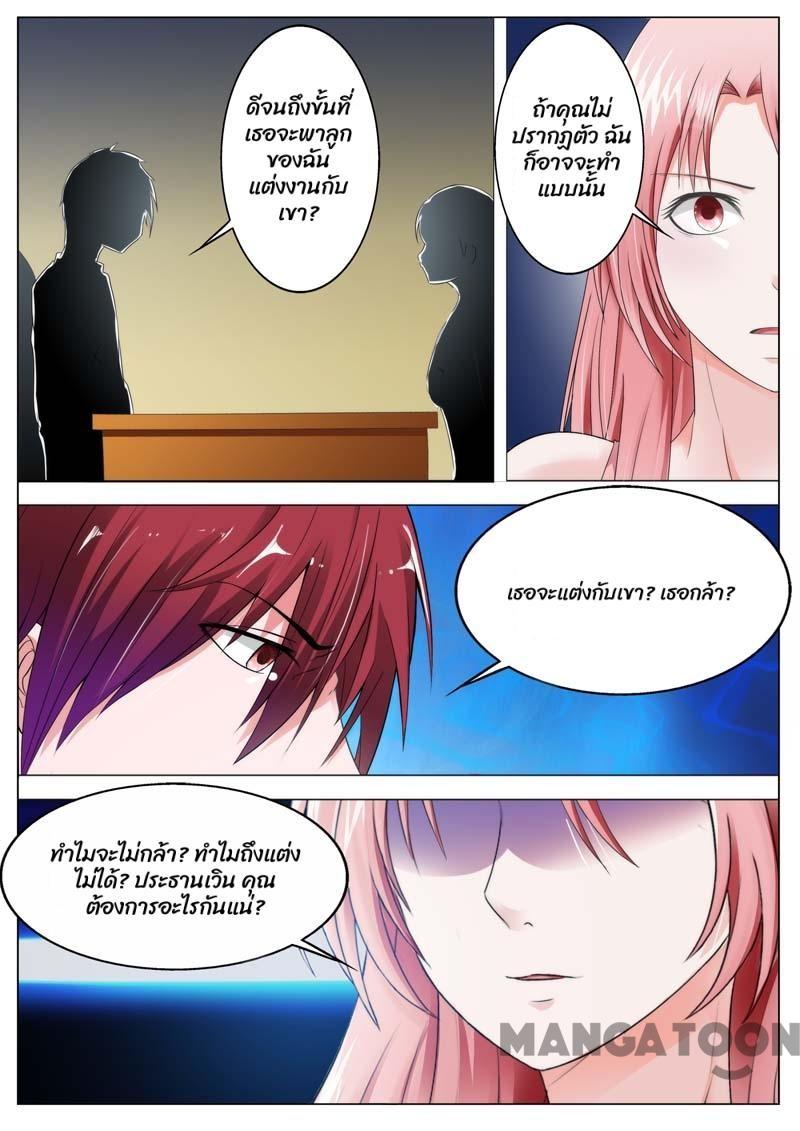 ดีจนถึงขั้นที่
เธอจะพาลูก
ของฉัน
แต่งงานกับ
เขา?
ถ้าคุณไม่
ปรากฏตัว ฉัน
ก็อาจจะทำ
แบบนั้น
เธอจะแต่งกับเขา? เธอกล้า?
ทำไมจะไม่กล้า? ทำไมถึงแต่ง
ไม่ได้? ประธานเวิน คุณ
ต้องการอะไรกันแน่?
MANGATOON